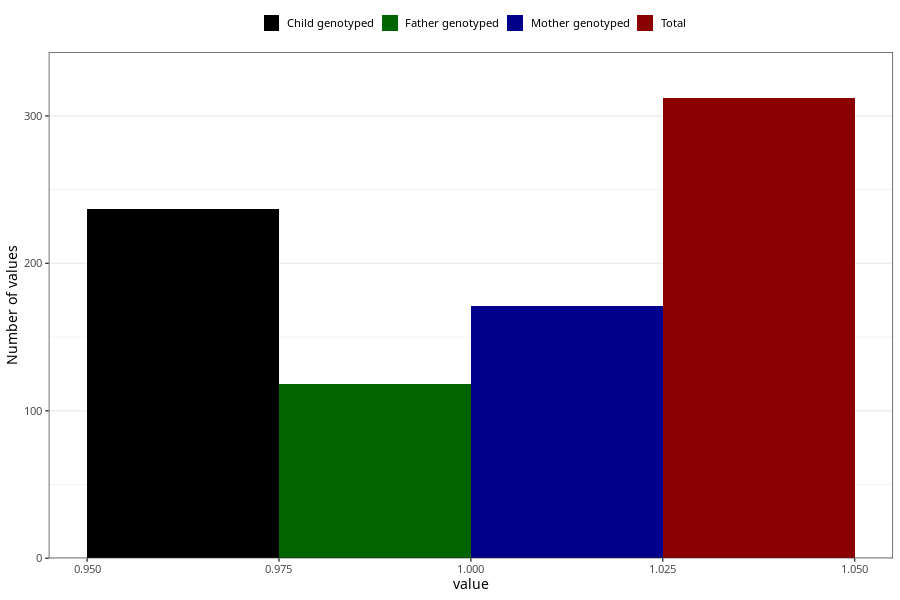 Child genotyped Father genotyped Mother genotyped Total
Number of values
300
200
100
0
0.950 0.975 1.000 1.025 1.050
value